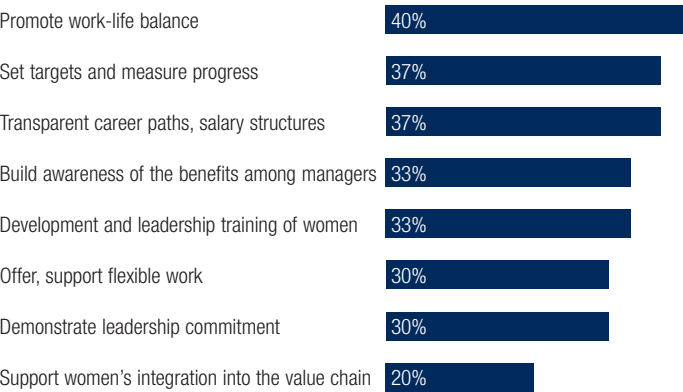 Promote work-life balance 40%
Set targets and measure progress 37%
Transparent career paths, salary structures 37%
Build awareness of the benefits among managers 33%
Development and leadership training of women 33%
Offer, support flexible work 30%
Demonstrate leadership commitment 30%
Support women’s integration into the value chain 20%